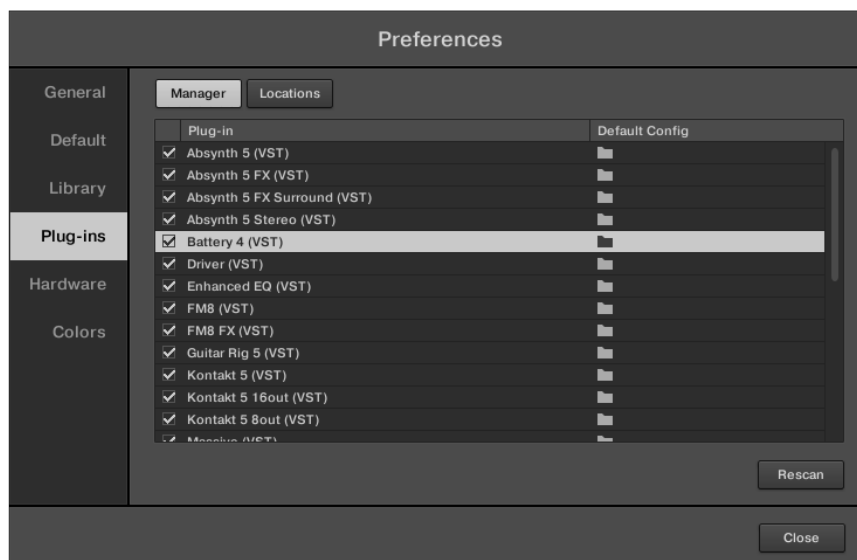 Preferences
General
Default
Library
Plug-ins
Hardware
Colors
Manager Locations
Plug-in Default Config
Absynth 5 (VST)
Absynth 5 FX (VST)
Absynth 5 FX Surround (VST)
Absynth 5 Stereo (VST)
Battery 4 (VST)
Driver (VST)
Enhanced EQ (VST)
FM8 (VST)
FM8 FX (VST)
Guitar Rig 5 (VST)
Kontakt 5 (VST)
Kontakt 5 16out (VST)
Kontakt 5 8out (VST)
Massive (VST)
Rescan
Close